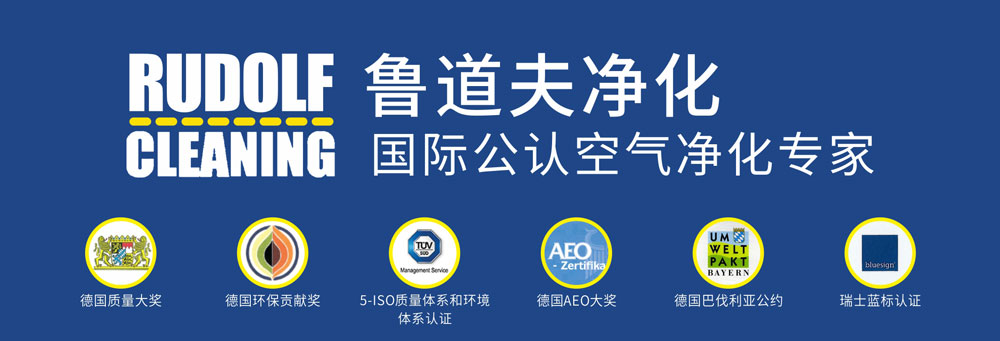 RUDOLF
CLEANING
鲁道夫净化
国际公认空气净化专家
TÜV
SÜD
Management Service
AEO
- Zertifika
UM
WELT
PAKT
BAYERN
bluesign
德国质量大奖
德国环保贡献奖
5-ISO质量体系和环境
体系认证
德国AEO大奖
德国巴伐利亚公约
瑞士蓝标认证